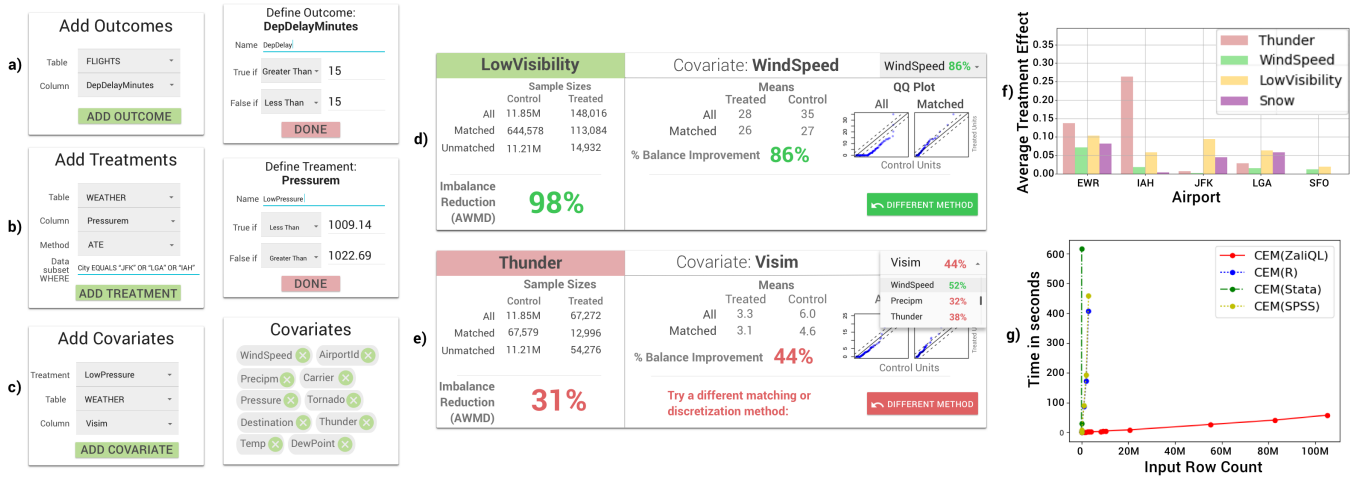 a)
Add Outcomes
Table FLIGHTS
Column DepDelayMinutes
ADD OUTCOME
Define Outcome:
DepDelayMinutes
Name DepDelay
True if Greater Than 15
False if Less Than 15
DONE
b)
Add Treatments
Table WEATHER
Column Pressurem
Method ATE
Data
subset
WHERE
City EQUALS "JFK" OR "LGA" OR "IAH"
ADD TREATMENT
Define Treament:
Pressurem
Name LowPressure
True if Less Than 1009.14
False if Greater Than 1022.69
DONE
c)
Add Covariates
Treatment LowPressure
Table WEATHER
Column Visim
ADD COVARIATE
Covariates
WindSpeed AirportId
Precipm Carrier
Pressure Tornado
Destination Thunder
Temp DewPoint
d)
LowVisibility
Sample Sizes
Control Treated
All 11.85M 148,016
Matched 644,578 113,084
Unmatched 11.21M 14,932
Imbalance
Reduction
(AWMD)
98%
Covariate: WindSpeed
WindSpeed 86%
Means
Treated Control
All 28 35
Matched 26 27
% Balance Improvement 86%
QQ Plot
All Matched
Treated Units
Control Units
DIFFERENT METHOD
e)
Thunder
Sample Sizes
Control Treated
All 11.85M 67,272
Matched 67,579 12,996
Unmatched 11.21M 54,276
Imbalance
Reduction
(AWMD)
31%
Covariate: Visim
Visim 44%
WindSpeed 52%
Precipm 32%
Thunder 38%
Means
Treated Control
All 3.3 6.0
Matched 3.1 4.6
% Balance Improvement 44%
Control Units
Try a different matching or
discretization method:
DIFFERENT METHOD
f)
Average Treatment Effect
0.35
0.30
0.25
0.20
0.15
0.10
0.05
0.00
Thunder
WindSpeed
LowVisibility
Snow
EWR IAH JFK LGA SFO
Airport
g)
Time in seconds
600
500
400
300
200
100
0
CEM(ZaliQL)
CEM(R)
CEM(Stata)
CEM(SPSS)
0 20M 40M 60M 80M 100M
Input Row Count